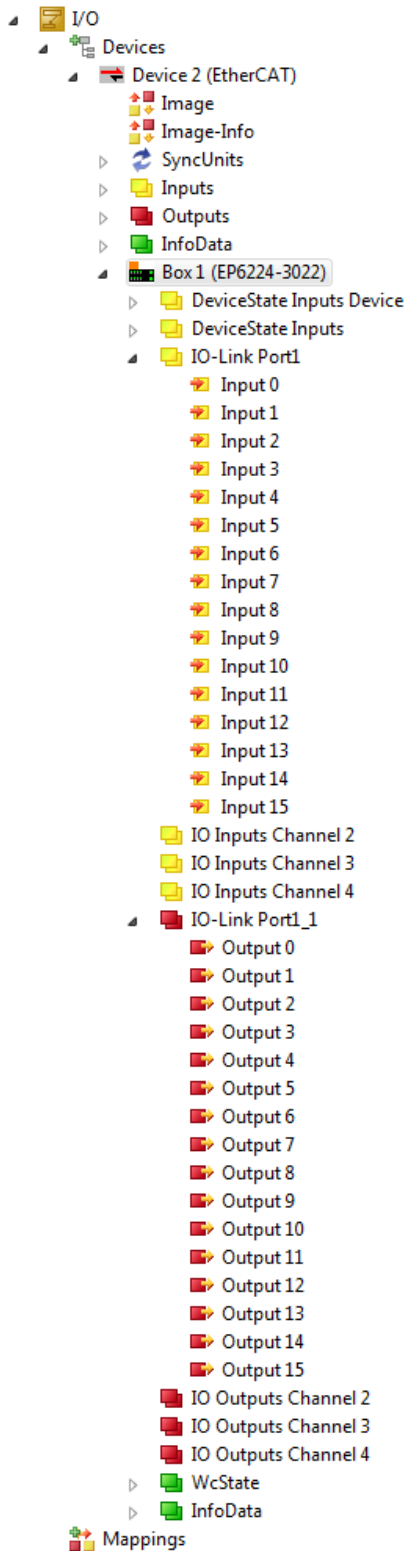 I/O
Devices
Device 2 (EtherCAT)
Image
Image-Info
SyncUnits
Inputs
Outputs
InfoData
Box 1 (EP6224-3022)
DeviceState Inputs Device
DeviceState Inputs
IO-Link Port1
Input 0
Input 1
Input 2
Input 3
Input 4
Input 5
Input 6
Input 7
Input 8
Input 9
Input 10
Input 11
Input 12
Input 13
Input 14
Input 15
IO Inputs Channel 2
IO Inputs Channel 3
IO Inputs Channel 4
IO-Link Port1_1
Output 0
Output 1
Output 2
Output 3
Output 4
Output 5
Output 6
Output 7
Output 8
Output 9
Output 10
Output 11
Output 12
Output 13
Output 14
Output 15
IO Outputs Channel 2
IO Outputs Channel 3
IO Outputs Channel 4
WcState
InfoData
Mappings